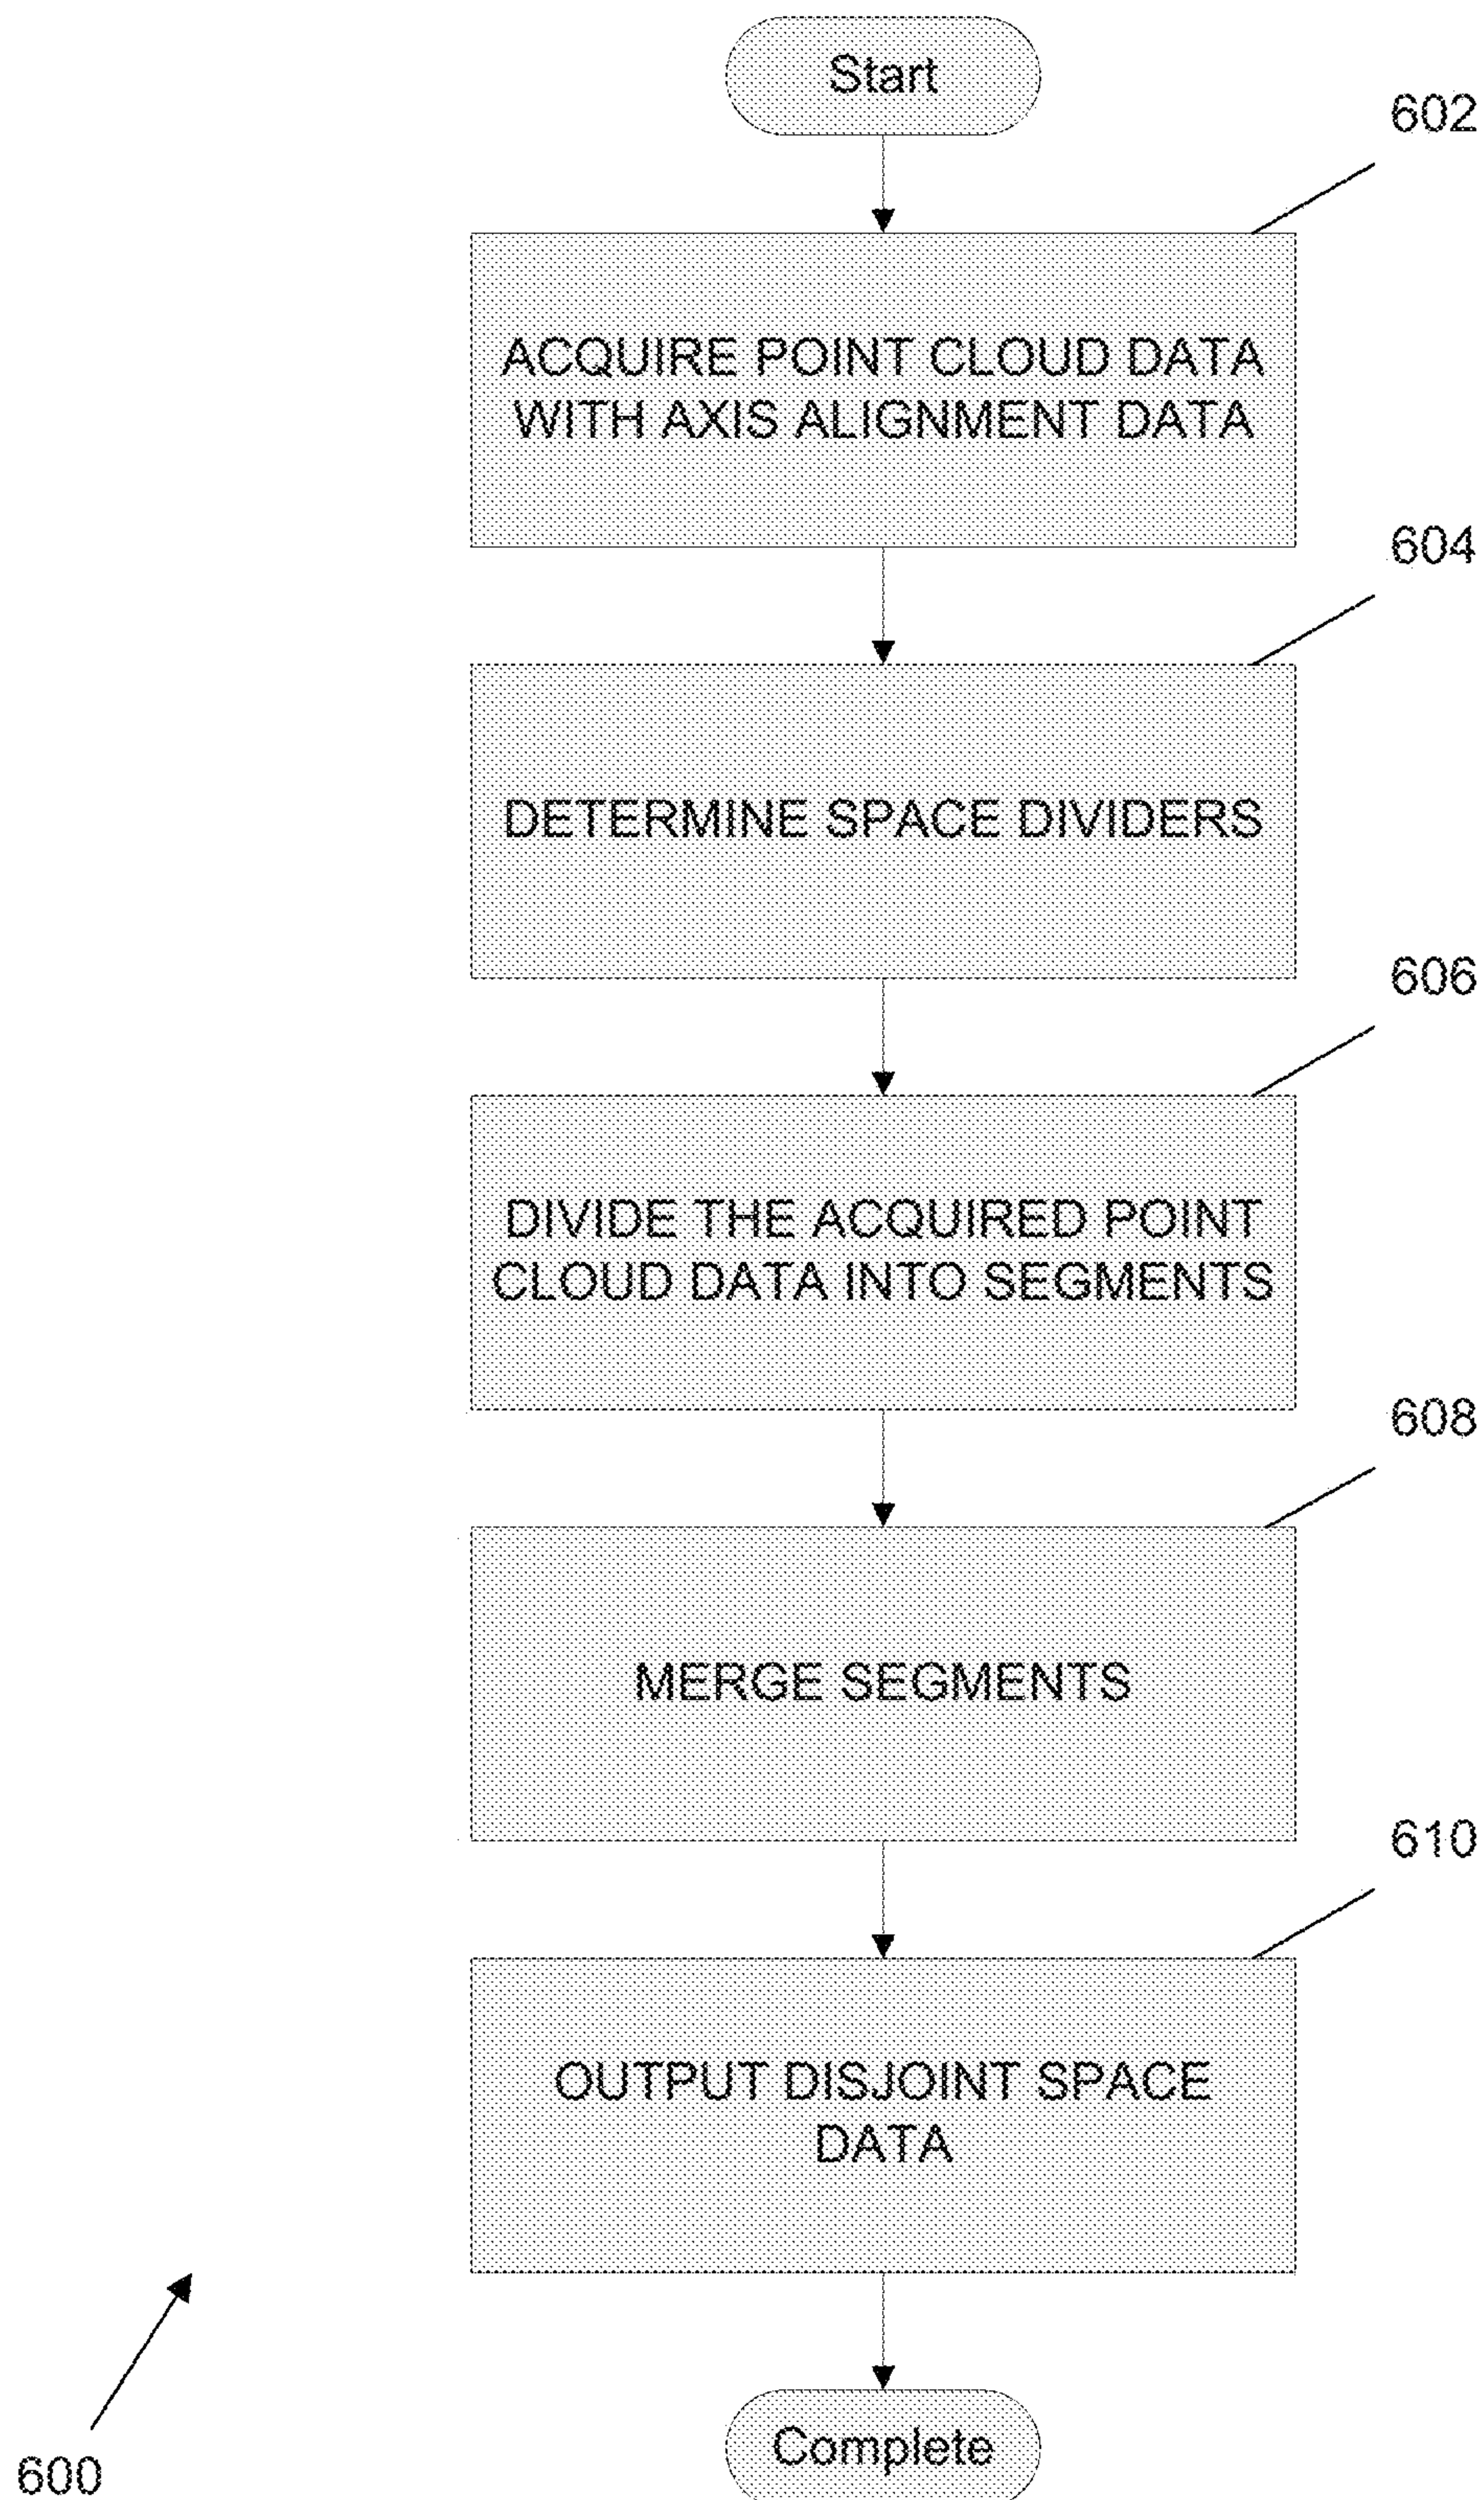 Start
602
ACQUIRE POINT CLOUD DATA
WITH AXIS ALIGNMENT DATA
604
DETERMINE SPACE DIVIDERS
606
DIVIDE THE ACQUIRED POINT
CLOUD DATA INTO SEGMENTS
608
MERGE SEGMENTS
610
OUTPUT DISJOINT SPACE
DATA
Complete
600